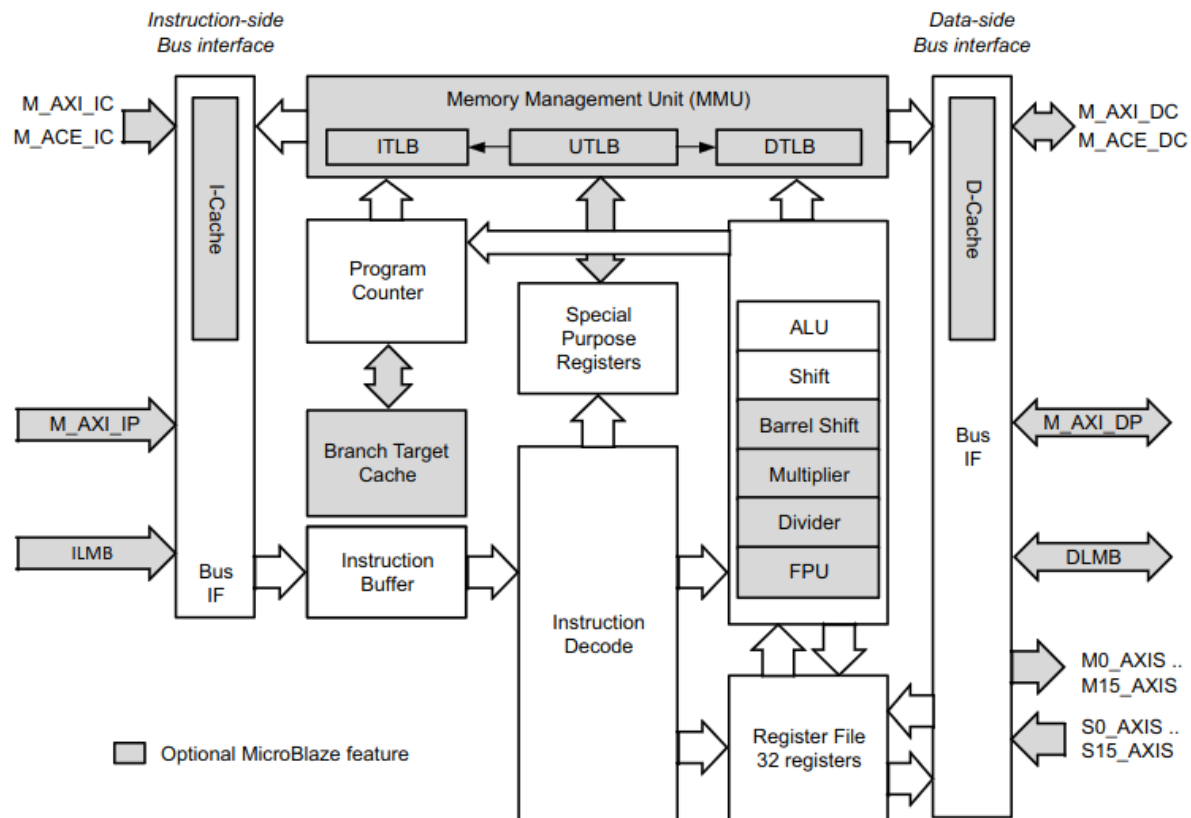 Instruction-side
Bus interface
Data-side
Bus interface
M_AXI_IC
M_ACE_IC
Memory Management Unit (MMU)
ITLB
UTLB
DTLB
M_AXI_DC
M_ACE_DC
I-Cache
D-Cache
Program
Counter
Special
Purpose
Registers
ALU
Shift
Barrel Shift
Multiplier
Divider
FPU
M_AXI_IP
Branch Target
Cache
Bus
IF
M_AXI_DP
ILMB
Bus
IF
Instruction
Buffer
DLMB
Instruction
Decode
M0_AXIS ..
M15_AXIS
Register File
32 registers
S0_AXIS ..
S15_AXIS
Optional MicroBlaze feature